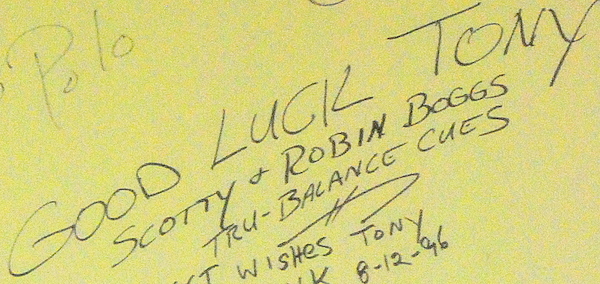 Polo
GOOD LUCK TONY
SCOTTY & ROBIN BOGGS
TRU-BALANCE CUES
WISHES TONY
8-12-96